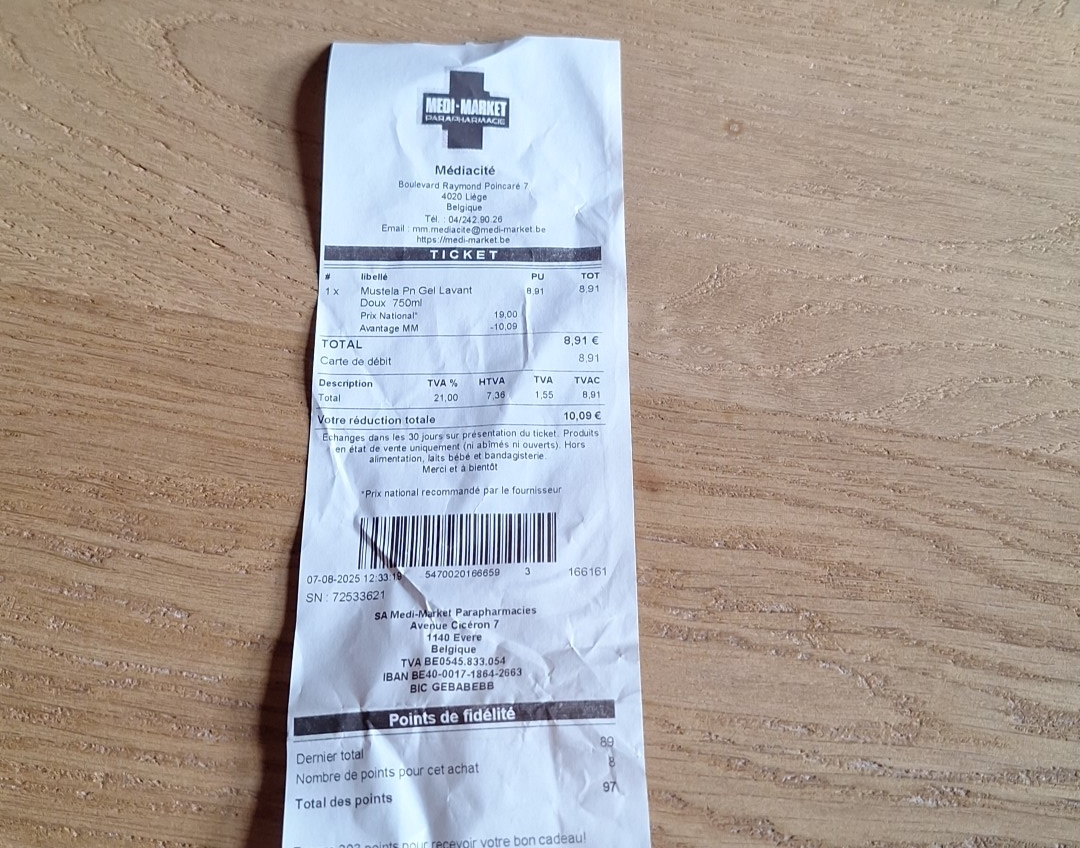 MEDI-MARKET
PARAPHARMACIE
Médiacité
Boulevard Raymond Poincaré 7
4020 Liège
Belgique
Tél. : 04/242.90.26
Email : mm.mediacite@medi-market.be
https://medi-market.be
TICKET
# libellé PU TOT
1 x Mustela Pn Gel Lavant 8,91 8,91
Doux 750ml
Prix National* 19,00
Avantage MM -10,09
TOTAL 8,91 €
Carte de débit 8,91
Description TVA % HTVA TVA TVAC
Total 21,00 7,36 1,55 8,91
Votre réduction totale 10,09 €
Echanges dans les 30 jours sur présentation du ticket. Produits
en état de vente uniquement (ni abîmés ni ouverts). Hors
alimentation, laits bébé et bandagisterie.
Merci et à bientôt
*Prix national recommandé par le fournisseur
07-08-2025 12:33:19 5470020166659 3 166161
SN : 72533621
SA Medi-Market Parapharmacies
Avenue Cicéron 7
1140 Evere
Belgique
TVA BE0545.833.054
IBAN BE40-0017-1864-2663
BIC GEBABEBB
Points de fidélité
Dernier total 89
Nombre de points pour cet achat 8
Total des points 97
points pour recevoir votre bon cadeau!